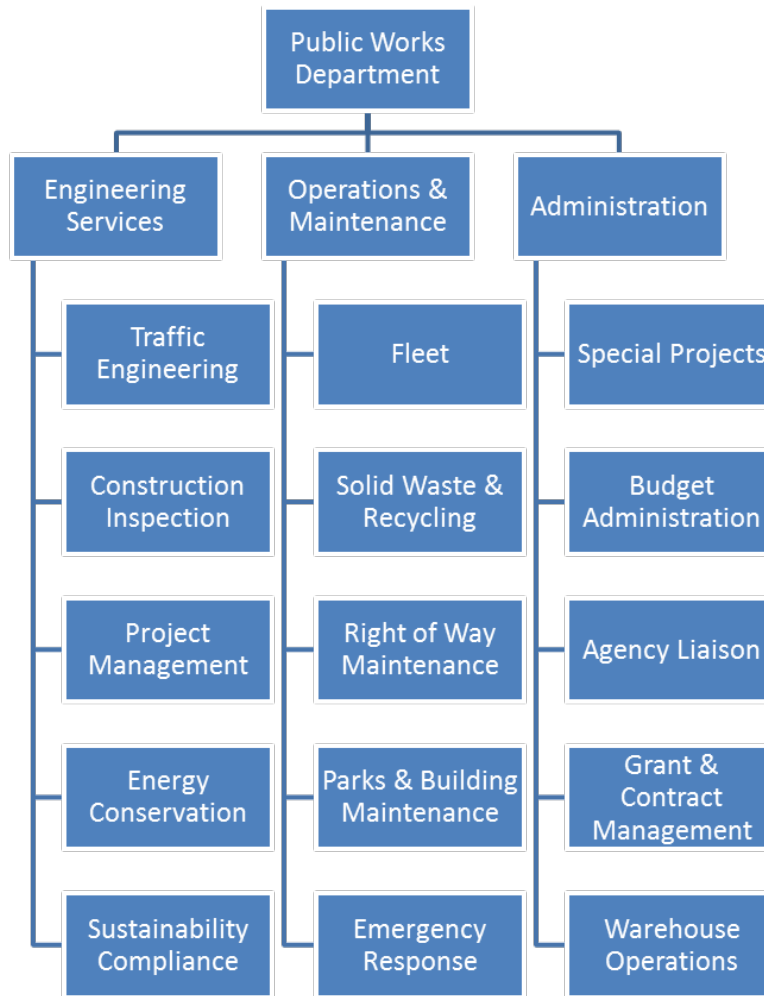 Public Works
Department
Engineering
Services
Operations &
Maintenance
Administration
Traffic
Engineering
Fleet
Special Projects
Construction
Inspection
Solid Waste &
Recycling
Budget
Administration
Project
Management
Right of Way
Maintenance
Agency Liaison
Energy
Conservation
Parks & Building
Maintenance
Grant &
Contract
Management
Sustainability
Compliance
Emergency
Response
Warehouse
Operations